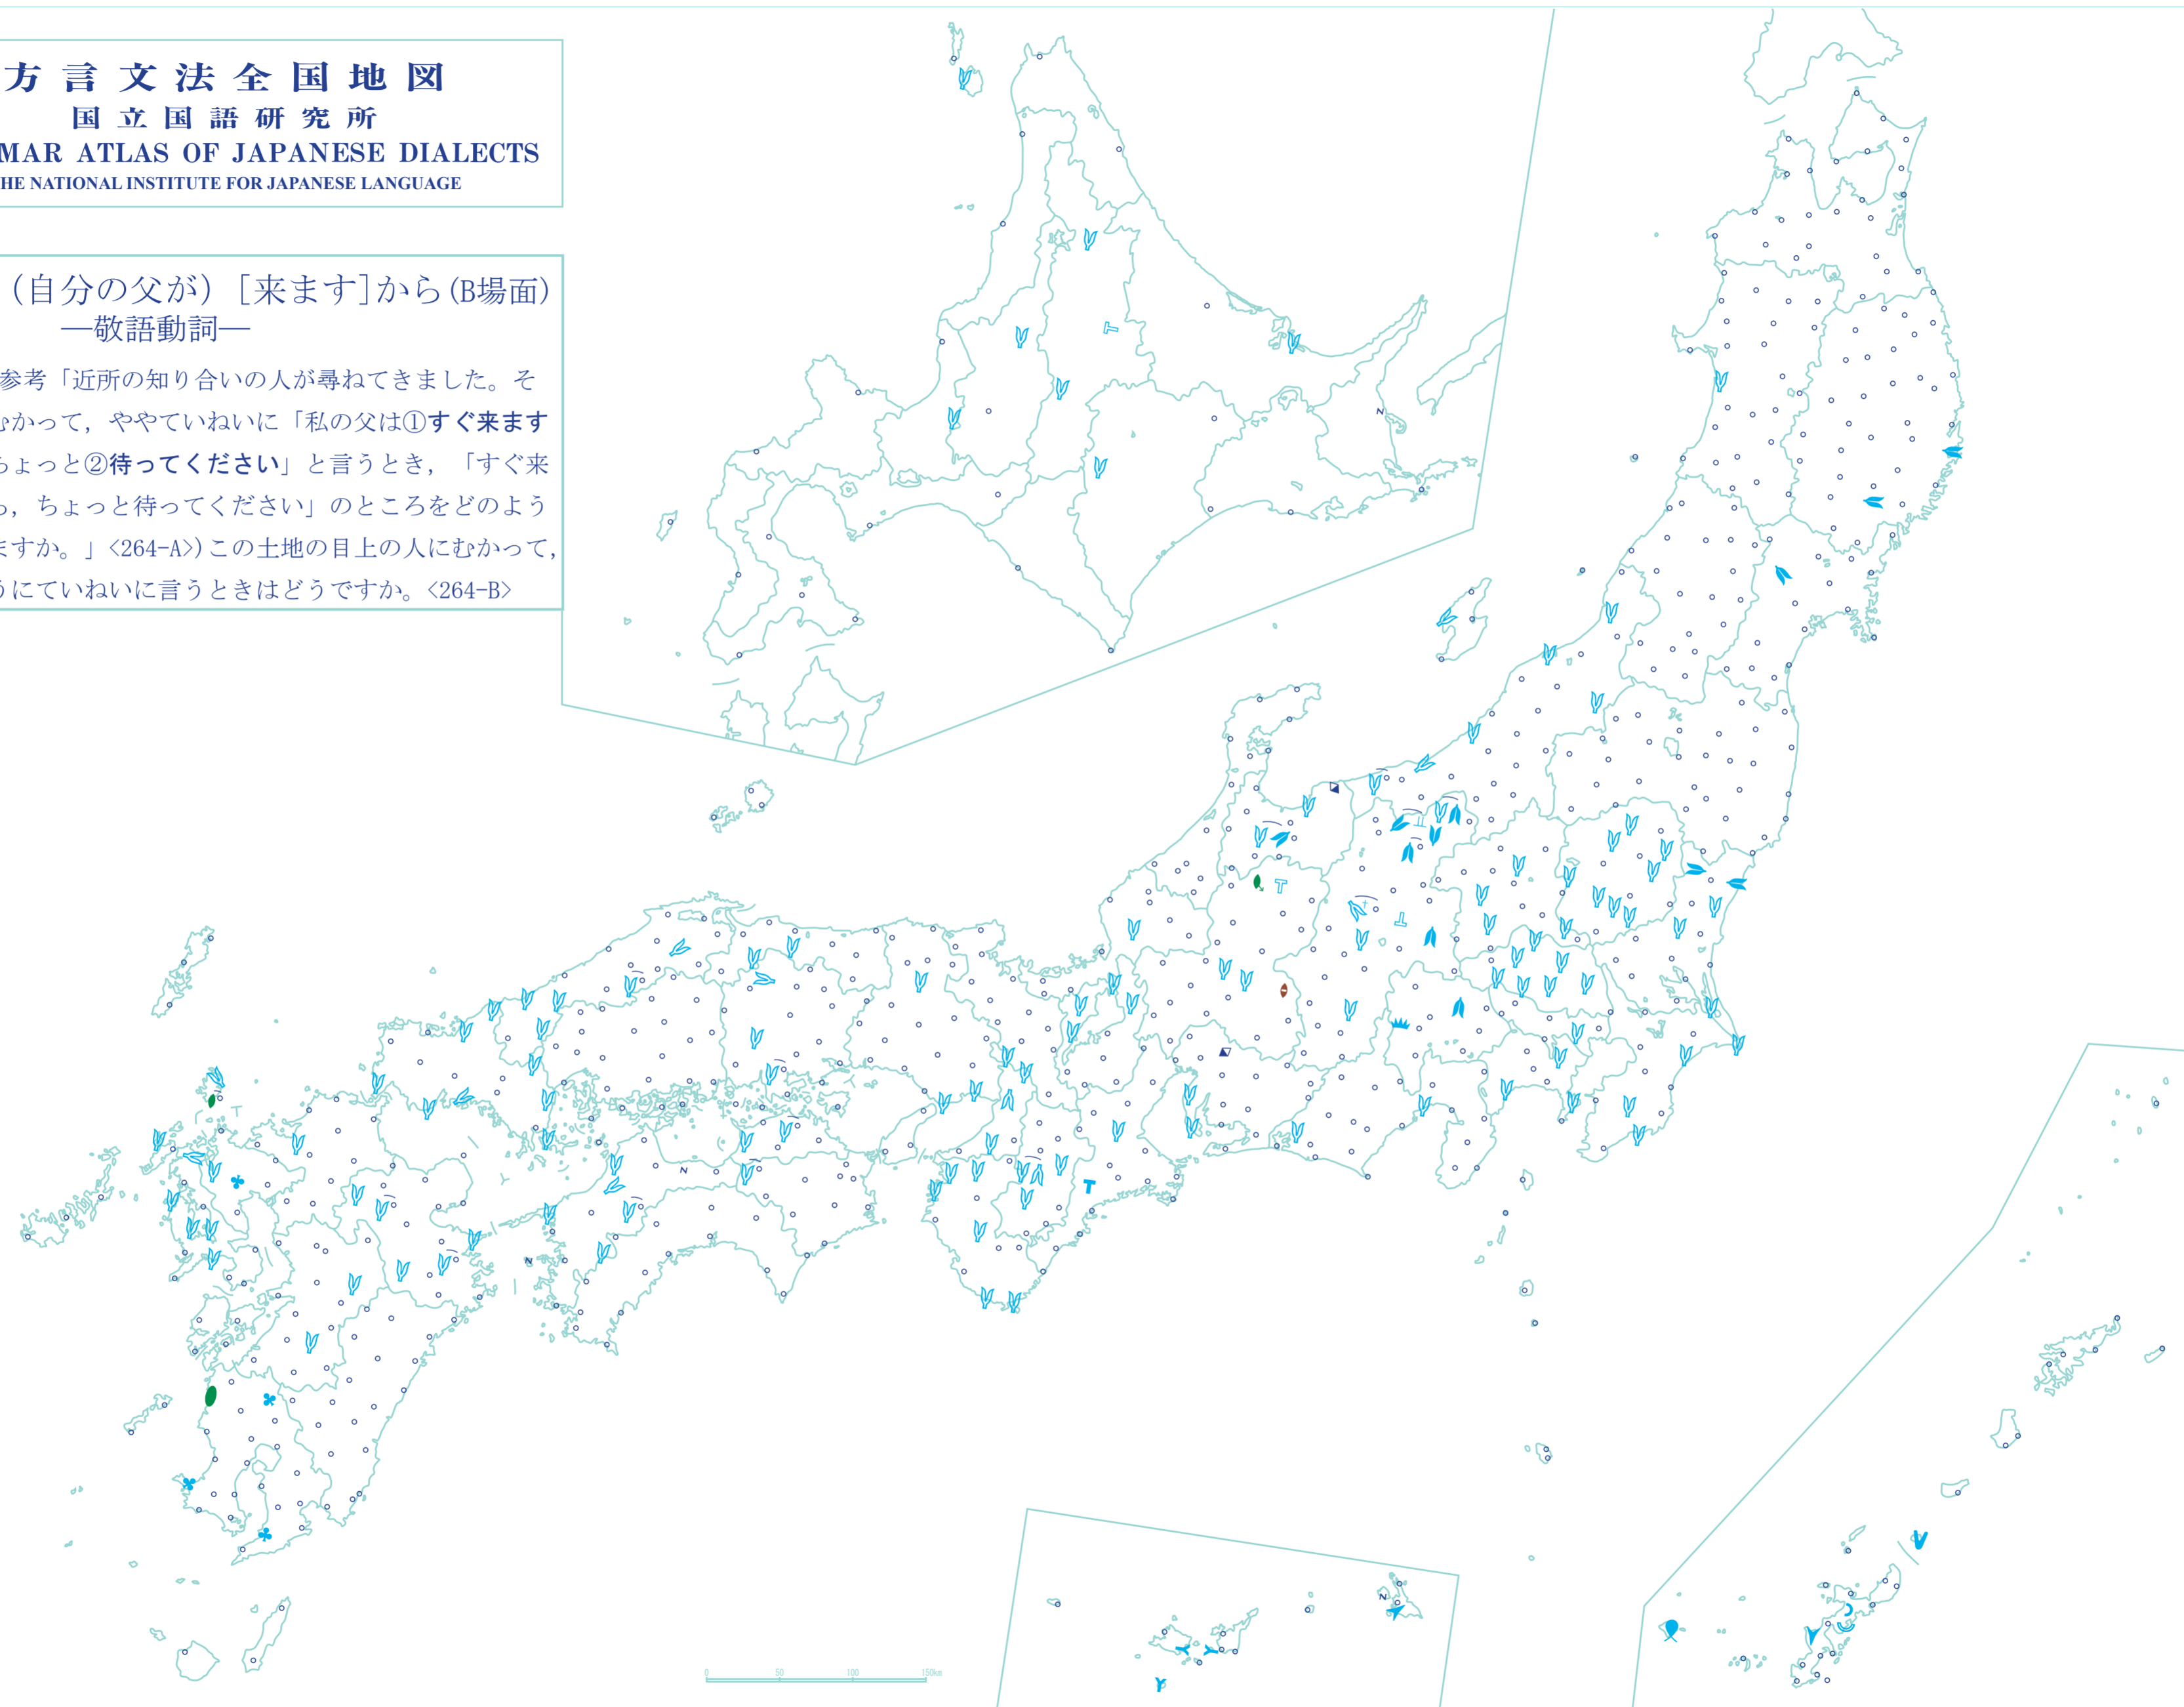 方言文法全国地図
国立国語研究所
MAR ATLAS OF JAPANESE DIALECTS
HE NATIONAL INSTITUTE FOR JAPANESE LANGUAGE
(自分の父が)[来ます]から(B場面)
―敬語動詞―
参考「近所の知り合いの人が尋ねてきました。そ
むかって,ややていねいに「私の父は①すぐ来ます
ちょっと②待ってください」と言うとき,「すぐ来
ら,ちょっと待ってください」のところをどのよう
ますか。」<264-A>)この土地の目上の人にむかって,
うにていねいに言うときはどうですか。<264-B>
0 50 100 150km